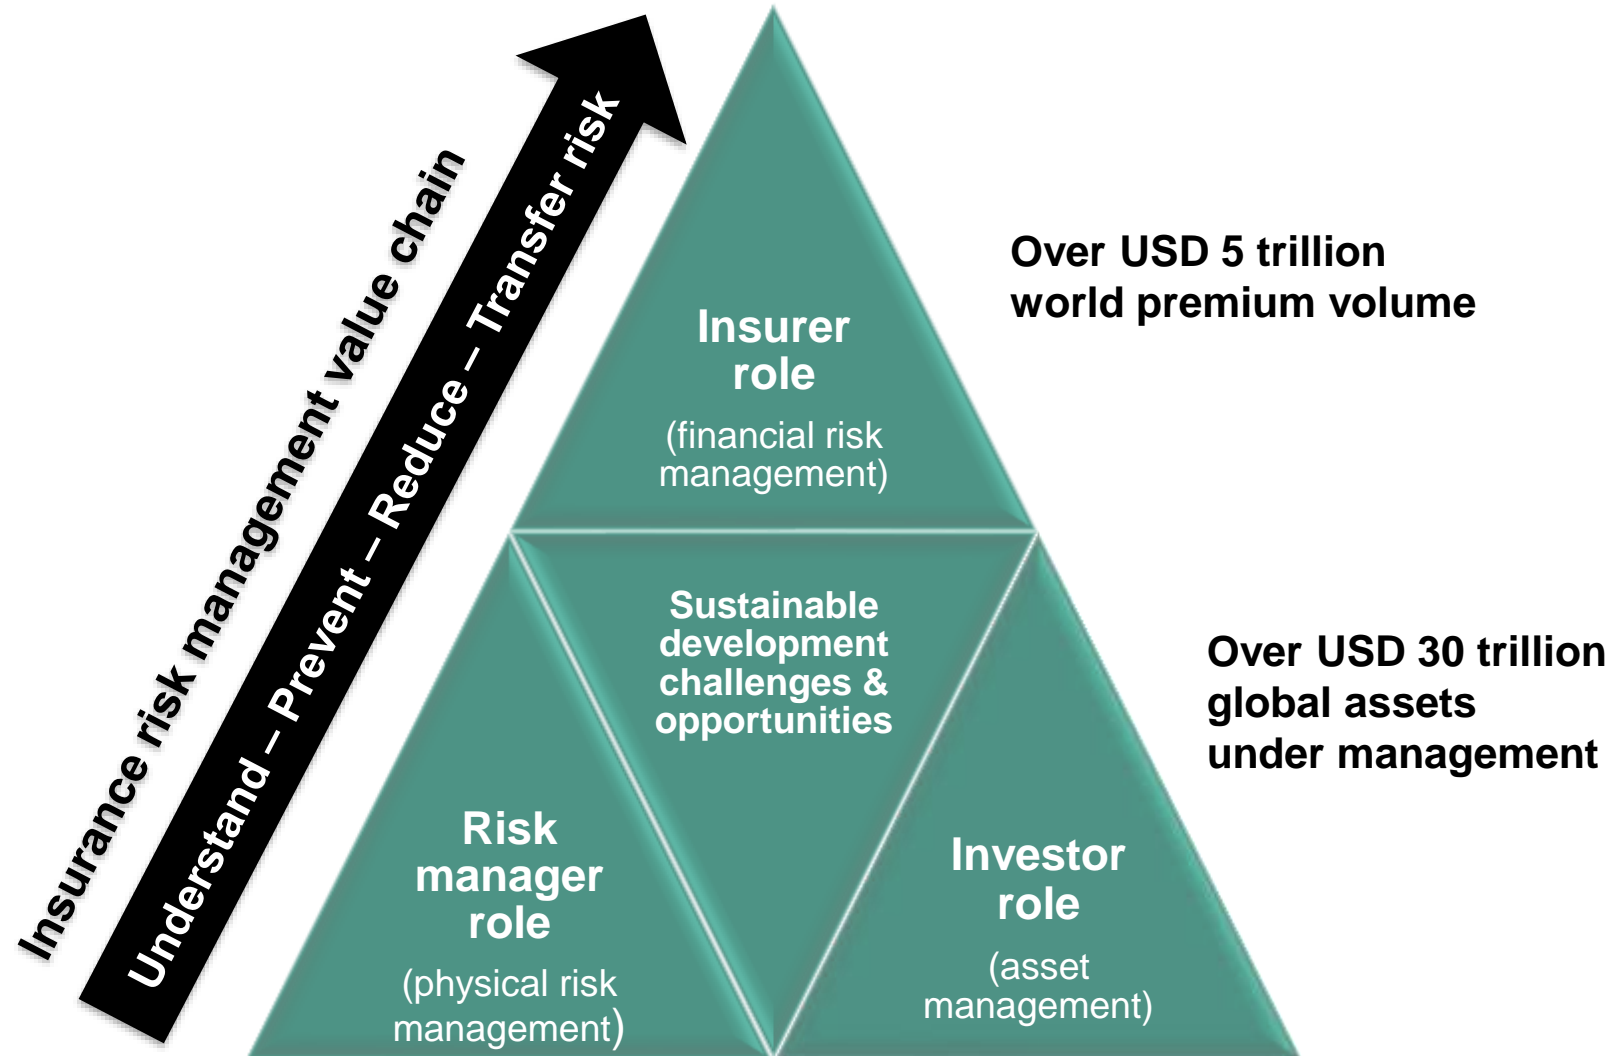 Insurance risk management value chain
Understand – Prevent – Reduce – Transfer risk
Insurer
role
(financial risk
management)
Over USD 5 trillion
world premium volume
Sustainable
development
challenges &
opportunities
Over USD 30 trillion
global assets
under management
Risk
manager
role
(physical risk
management)
Investor
role
(asset
management)